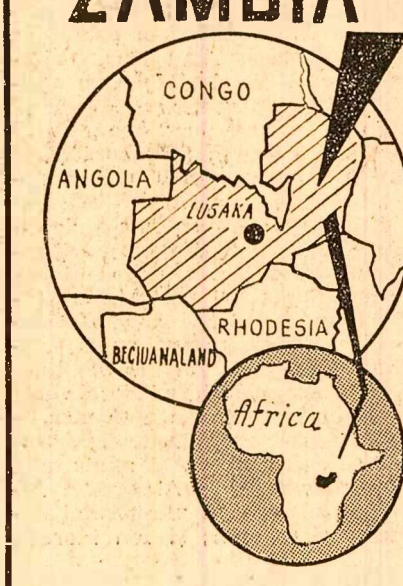 ZAMBIA
CONGO
ANGOLA
LUSAKA
RHODESIA
BECIUANALAND
Africa